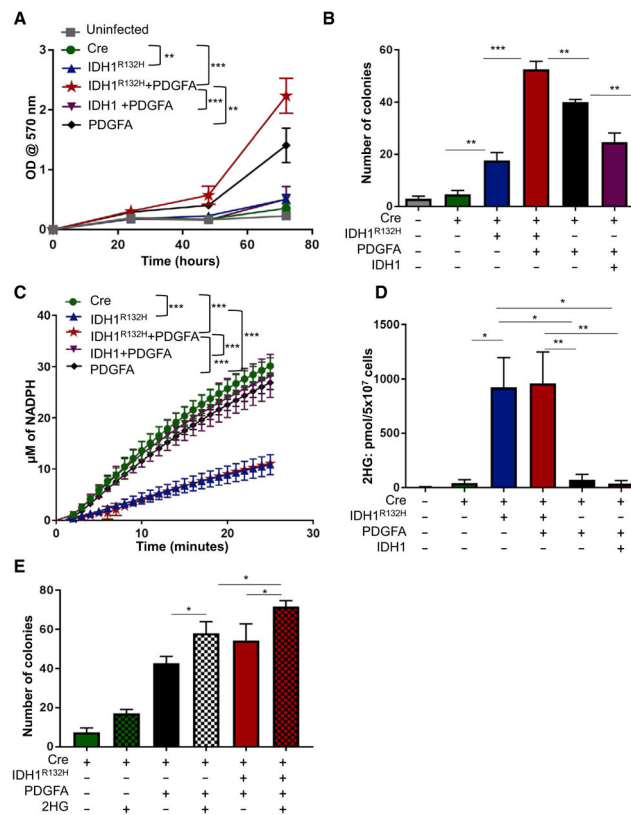 A
Uninfected
Cre
IDH1R132H
IDH1R132H+PDGFA
IDH1 +PDGFA
PDGFA
**
***
***
**
OD @ 570 nm
3
2
1
0
0 20 40 60 80
Time (hours)
B
Number of colonies
60
40
20
0
**
***
**
**
Cre – + + + + +
IDH1R132H – – + + – –
PDGFA – – – + + +
IDH1 – – – – – +
C
Cre
IDH1R132H
IDH1R132H+PDGFA
IDH1+PDGFA
PDGFA
***
***
***
***
***
µM of NADPH
40
30
20
10
0
0 10 20 30
Time (minutes)
D
2HG: pmol/5x10⁷ cells
1500
1000
500
0
*
*
*
**
**
Cre – + + + + +
IDH1R132H – – + + – –
PDGFA – – – + + +
IDH1 – – – – – +
E
Number of colonies
80
60
40
20
0
*
*
*
Cre + + + + + +
IDH1R132H – – – – + +
PDGFA – – + + + +
2HG – + – + – +